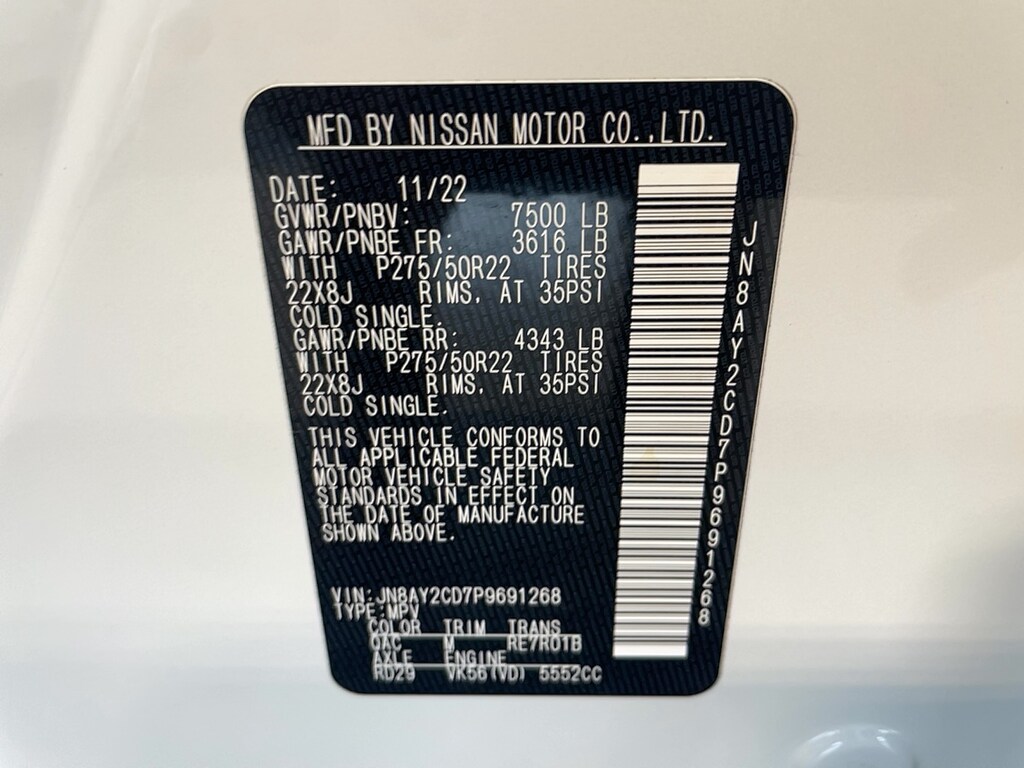 MFD BY NISSAN MOTOR CO.,LTD.
DATE: 11/22
GVWR/PNBV: 7500 LB
GAWR/PNBE FR: 3616 LB
WITH P275/50R22 TIRES
22X8J RIMS, AT 35PSI
COLD SINGLE.
GAWR/PNBE RR: 4343 LB
WITH P275/50R22 TIRES
22X8J RIMS, AT 35PSI
COLD SINGLE.
THIS VEHICLE CONFORMS TO
ALL APPLICABLE FEDERAL
MOTOR VEHICLE SAFETY
STANDARDS IN EFFECT ON
THE DATE OF MANUFACTURE
SHOWN ABOVE.
VIN:JN8AY2CD7P9691268
TYPE:MPV
COLOR TRIM TRANS
QAC M RE7R01B
AXLE ENGINE
RD29 VK56(VD) 5552CC
JN8AY2CD7P9691268